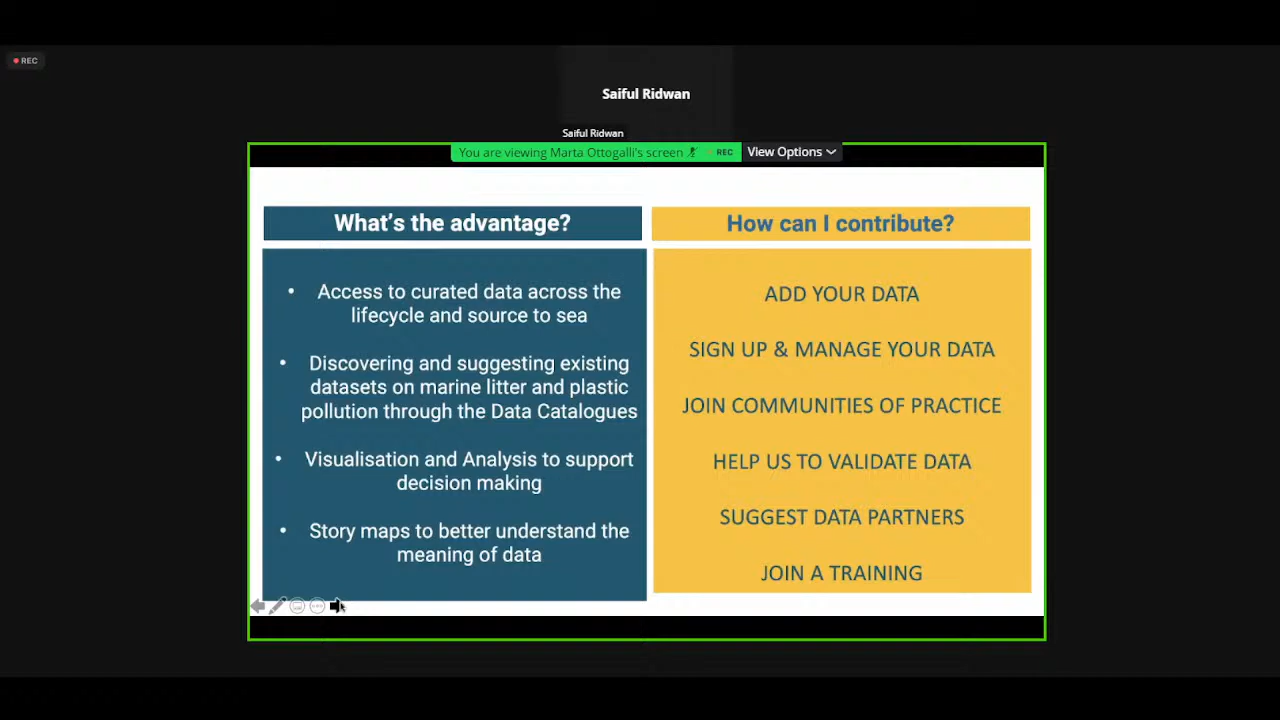 REC
Saiful Ridwan
Saiful Ridwan
You are viewing Marta Ottogalli's screen REC View Options
What's the advantage?
• Access to curated data across the
lifecycle and source to sea
• Discovering and suggesting existing
datasets on marine litter and plastic
pollution through the Data Catalogues
• Visualisation and Analysis to support
decision making
• Story maps to better understand the
meaning of data
How can I contribute?
ADD YOUR DATA
SIGN UP & MANAGE YOUR DATA
JOIN COMMUNITIES OF PRACTICE
HELP US TO VALIDATE DATA
SUGGEST DATA PARTNERS
JOIN A TRAINING